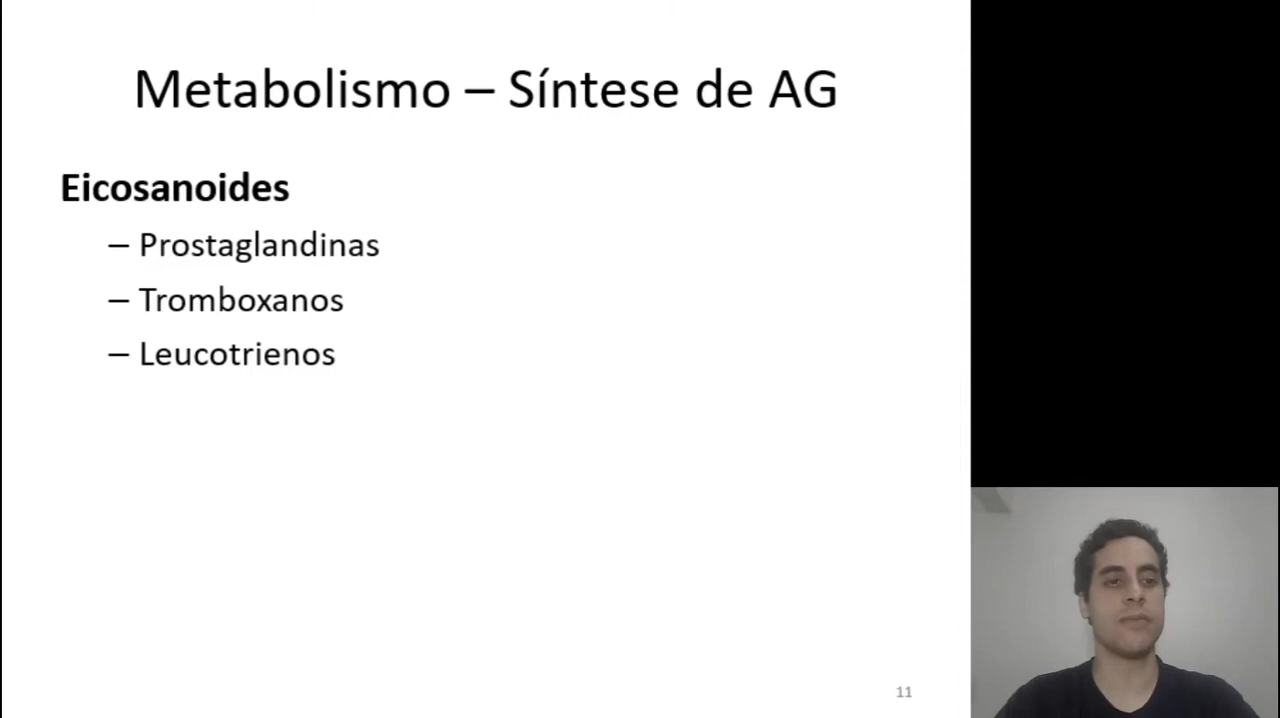 Metabolismo – Síntese de AG
Eicosanoides
– Prostaglandinas
– Tromboxanos
– Leucotrienos
11